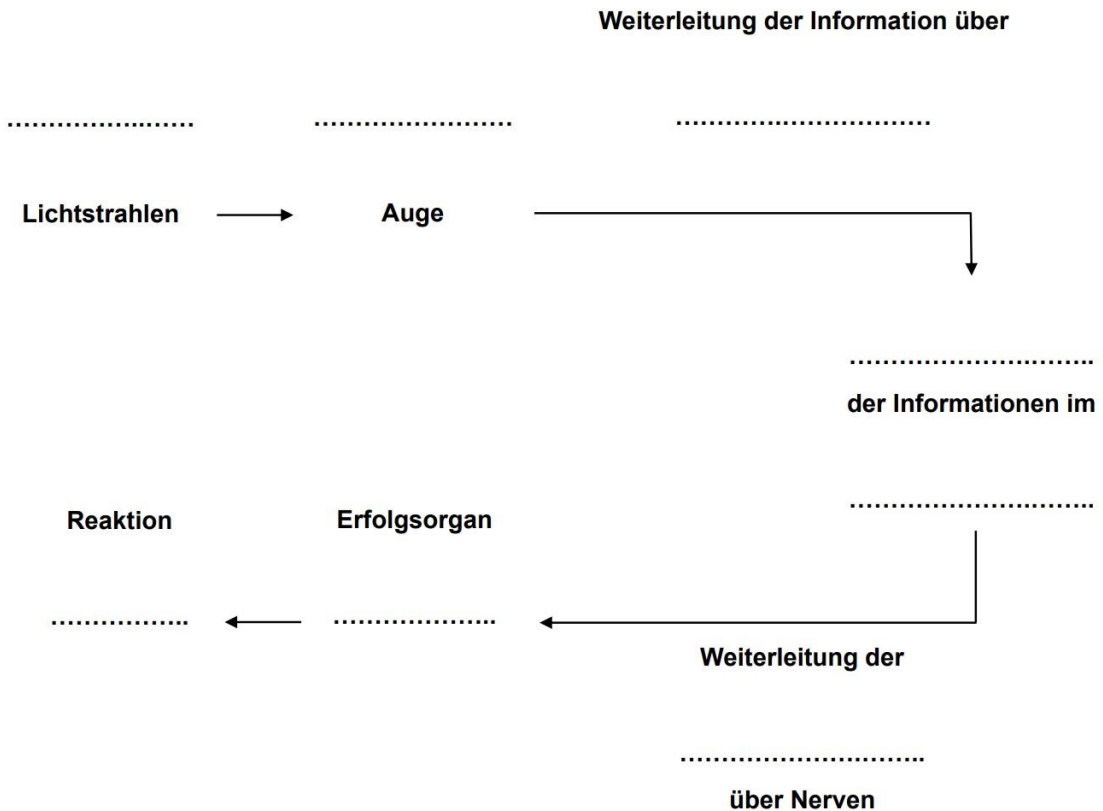 Weiterleitung der Information über
........................ ........................ ................................
Lichtstrahlen Auge
................................
der Informationen im
................................
Reaktion Erfolgsorgan
.................. ....................
Weiterleitung der
................................
über Nerven